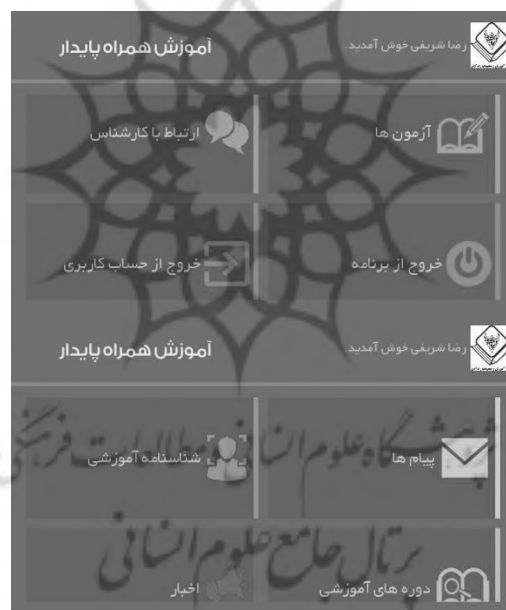 رضا شریفی خوش آمدید. آموزش همراه پایدار
آزمون ها ارتباط با کارشناس
خروج از برنامه خروج از حساب کاربری
رضا شریفی خوش آمدید. آموزش همراه پایدار
پیام ها شناسنامه آموزشی
پژوهشگاه علوم انسانی و مطالعات فرهنگی
دوره های آموزشی اخبار
پرتال جامع علوم انسانی